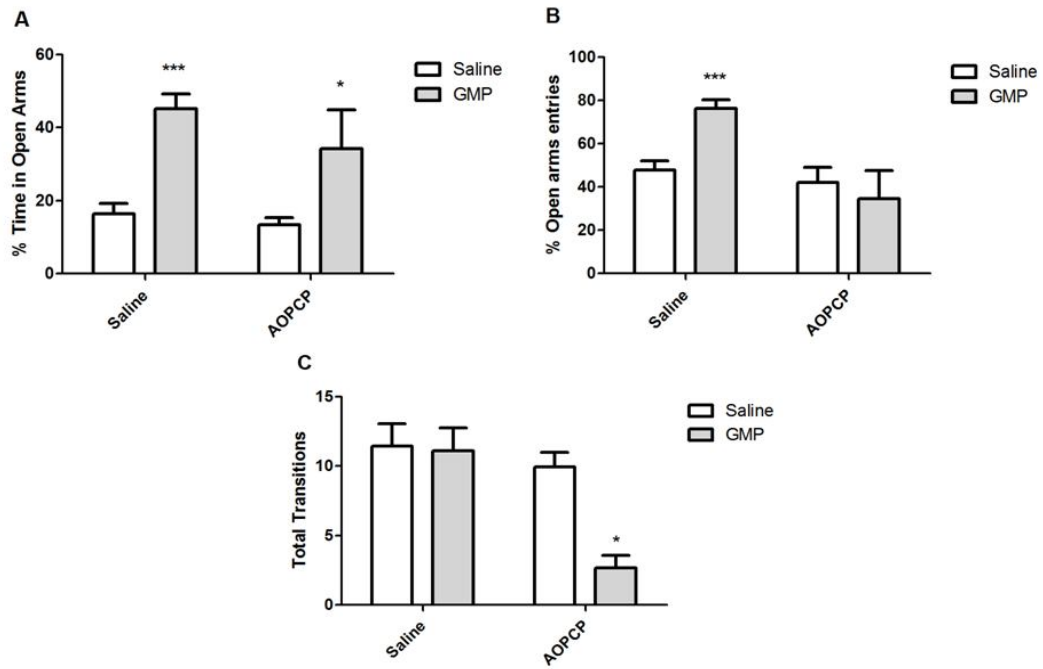 A
% Time in Open Arms
60
40
20
0
***
*
Saline
GMP
Saline
AOPCP
B
% Open arms entries
100
80
60
40
20
0
***
Saline
GMP
Saline
AOPCP
C
Total Transitions
15
10
5
0
*
Saline
GMP
Saline
AOPCP